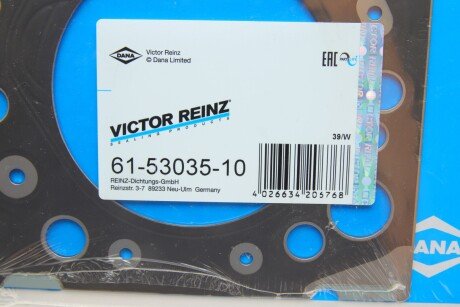 DANA
Victor Reinz
© Dana Limited
EAC
VICTOR REINZ®
SEALING PRODUCTS
39/W
61-53035-10
REINZ-Dichtungs-GmbH
Reinzstr. 3-7 89233 Neu-Ulm Germany
4 026634 205768
DANA